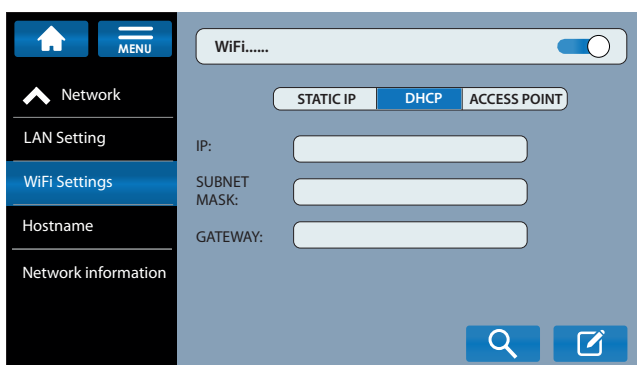 MENU
WiFi......
Network
STATIC IP DHCP ACCESS POINT
LAN Setting
IP:
WiFi Settings
SUBNET
MASK:
Hostname
GATEWAY:
Network information